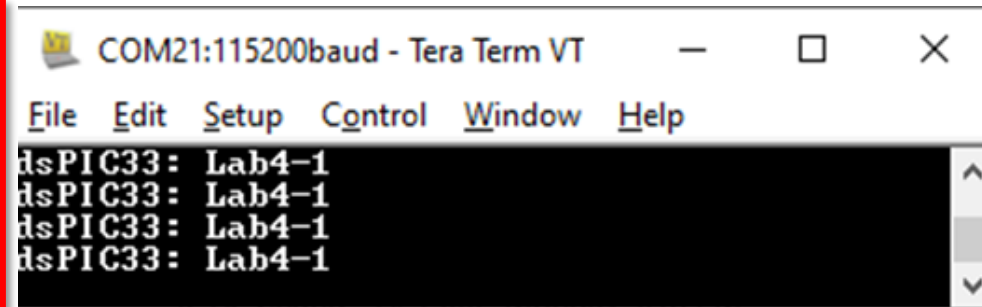 COM21:115200baud - Tera Term VT
File Edit Setup Control Window Help
dsPIC33: Lab4-1
dsPIC33: Lab4-1
dsPIC33: Lab4-1
dsPIC33: Lab4-1